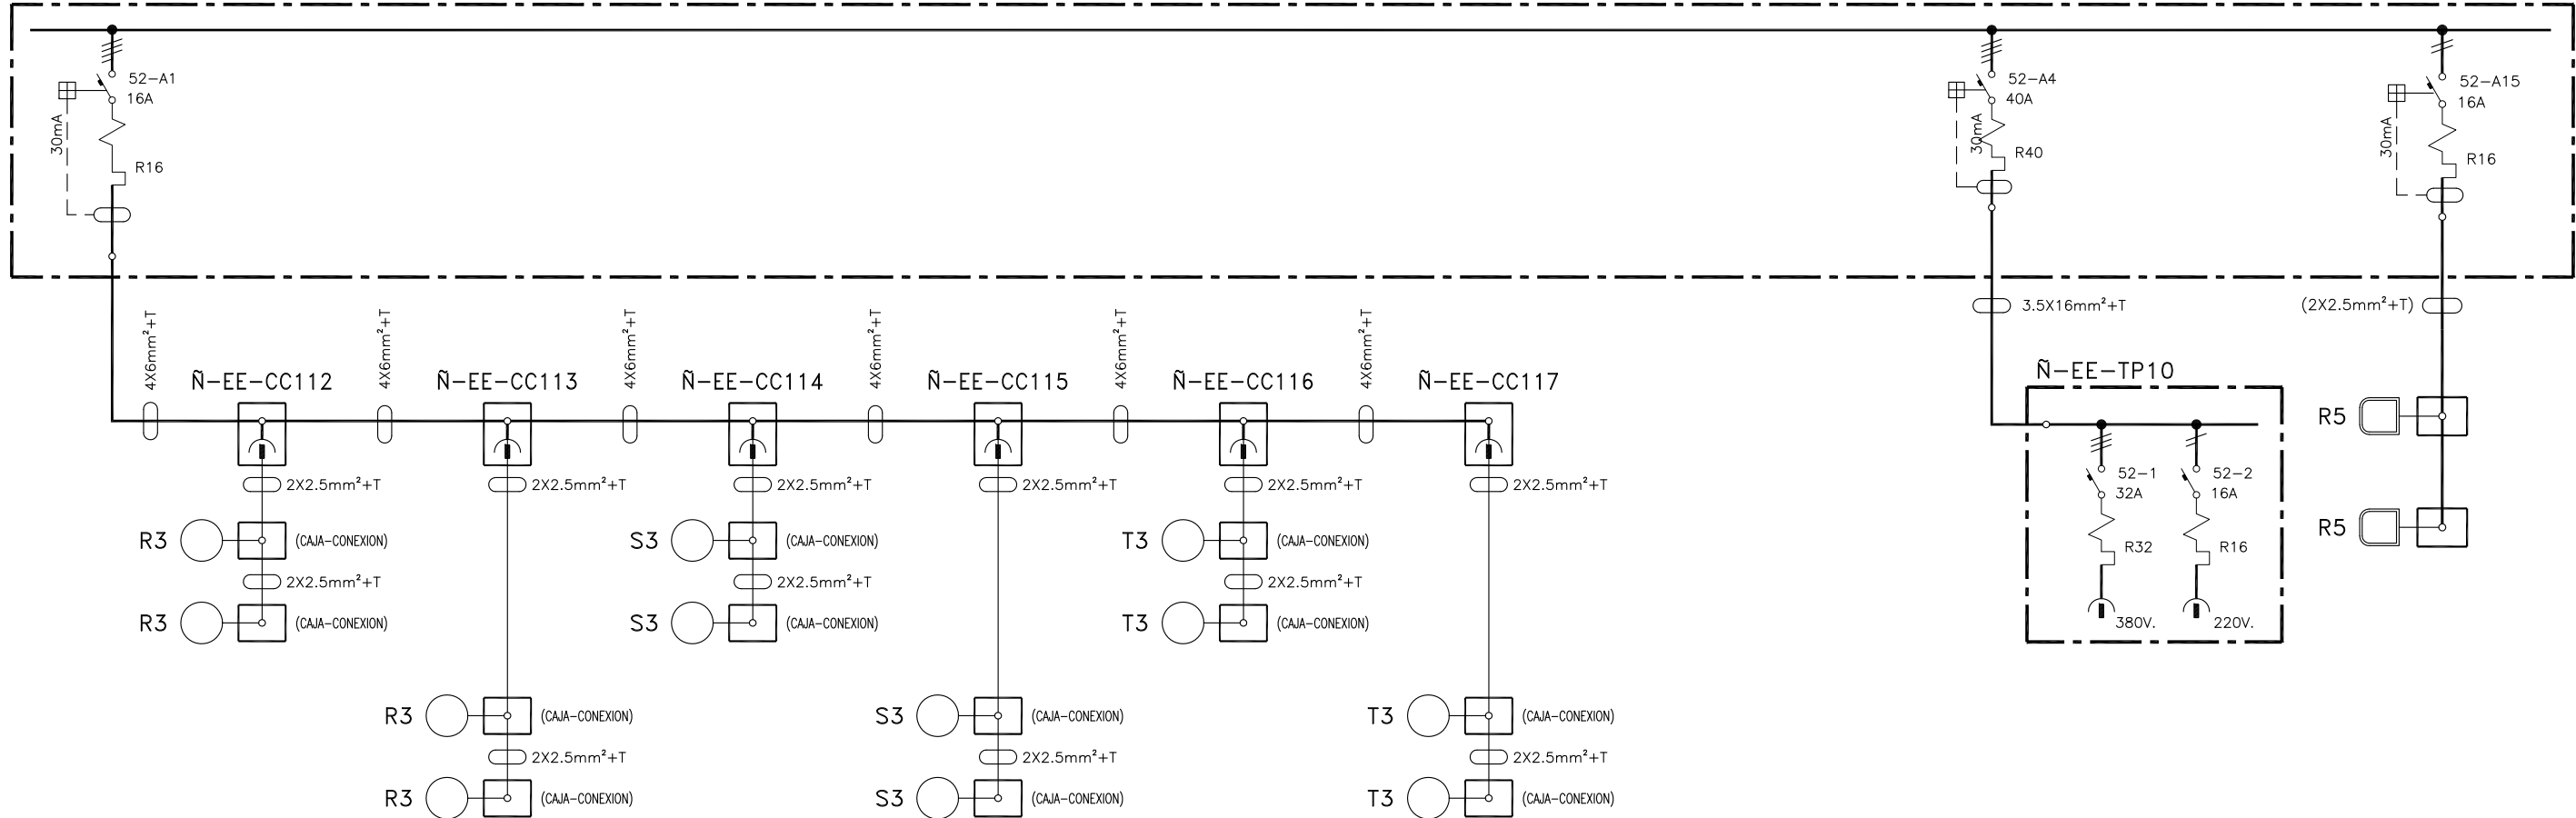 52-A1
16A
30mA
R16
52-A4
40A
30mA
R40
52-A15
16A
30mA
R16
3.5X16mm²+T
(2X2.5mm²+T)
4X6mm²+T
4X6mm²+T
4X6mm²+T
4X6mm²+T
4X6mm²+T
4X6mm²+T
Ñ-EE-CC112
Ñ-EE-CC113
Ñ-EE-CC114
Ñ-EE-CC115
Ñ-EE-CC116
Ñ-EE-CC117
Ñ-EE-TP10
R5
2X2.5mm²+T
2X2.5mm²+T
2X2.5mm²+T
2X2.5mm²+T
2X2.5mm²+T
2X2.5mm²+T
52-1
32A
52-2
16A
R32
R16
380V.
220V.
R5
R3
(CAJA-CONEXION)
S3
(CAJA-CONEXION)
T3
(CAJA-CONEXION)
2X2.5mm²+T
2X2.5mm²+T
2X2.5mm²+T
R3
(CAJA-CONEXION)
S3
(CAJA-CONEXION)
T3
(CAJA-CONEXION)
R3
(CAJA-CONEXION)
S3
(CAJA-CONEXION)
T3
(CAJA-CONEXION)
2X2.5mm²+T
2X2.5mm²+T
2X2.5mm²+T
R3
(CAJA-CONEXION)
S3
(CAJA-CONEXION)
T3
(CAJA-CONEXION)